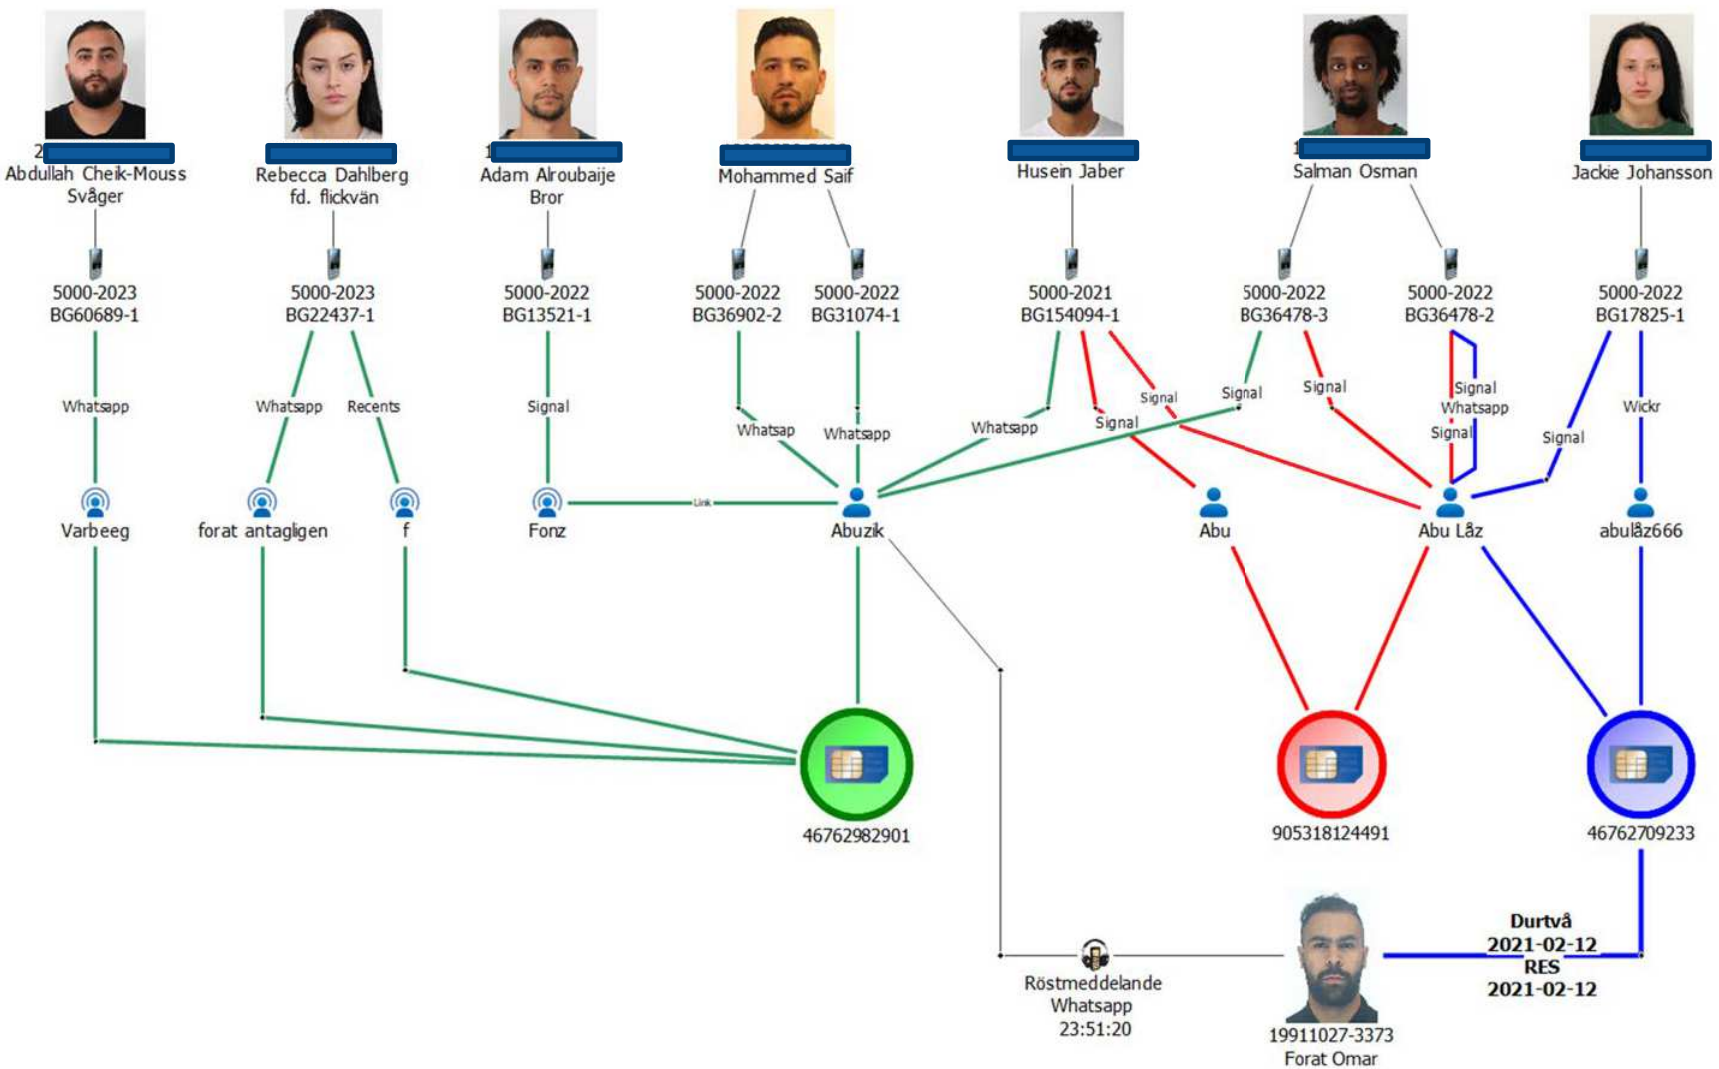 Abdullah Cheik-Mouss
Svåger
Rebecca Dahlberg
fd. flickvän
Adam Alroubaije
Bror
Mohammed Saif
Husein Jaber
Salman Osman
Jackie Johansson
5000-2023
BG60689-1
5000-2023
BG22437-1
5000-2022
BG13521-1
5000-2022
BG36902-2
5000-2022
BG31074-1
5000-2021
BG154094-1
5000-2022
BG36478-3
5000-2022
BG36478-2
5000-2022
BG17825-1
Whatsapp
Whatsapp
Recents
Signal
Whatsap
Whatsapp
Whatsapp
Signal
Signal
Signal
Signal
Signal
Whatsapp
Signal
Signal
Wickr
Varbeeg
forat antagligen
f
Fonz
Link
Abuzik
Abu
Abu Låz
abulåz666
46762982901
905318124491
46762709233
Röstmeddelande
Whatsapp
23:51:20
19911027-3373
Forat Omar
Durtvå
2021-02-12
RES
2021-02-12